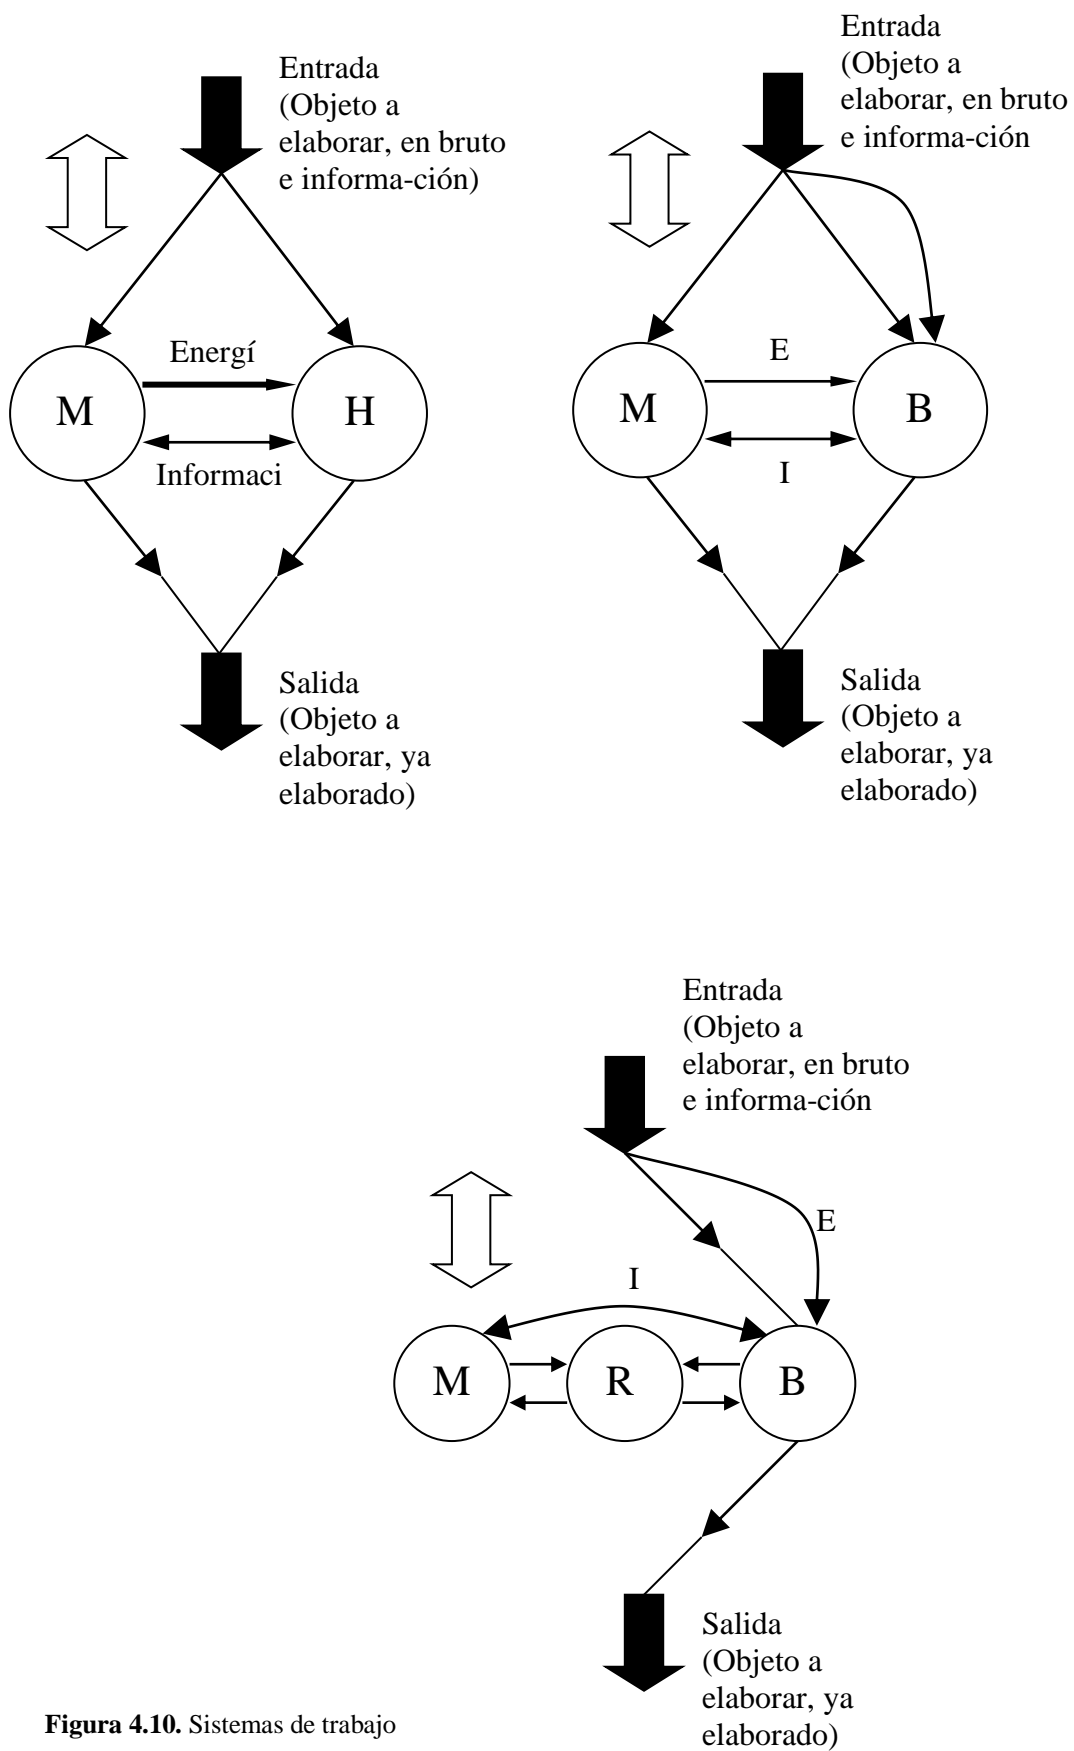 Entrada
(Objeto a
elaborar, en bruto
e informa-ción)
Energí
M
H
Informaci
Salida
(Objeto a
elaborar, ya
elaborado)
Entrada
(Objeto a
elaborar, en bruto
e informa-ción
E
M
B
I
Salida
(Objeto a
elaborar, ya
elaborado)
Entrada
(Objeto a
elaborar, en bruto
e informa-ción
E
I
M
R
B
Salida
(Objeto a
elaborar, ya
elaborado)
Figura 4.10. Sistemas de trabajo